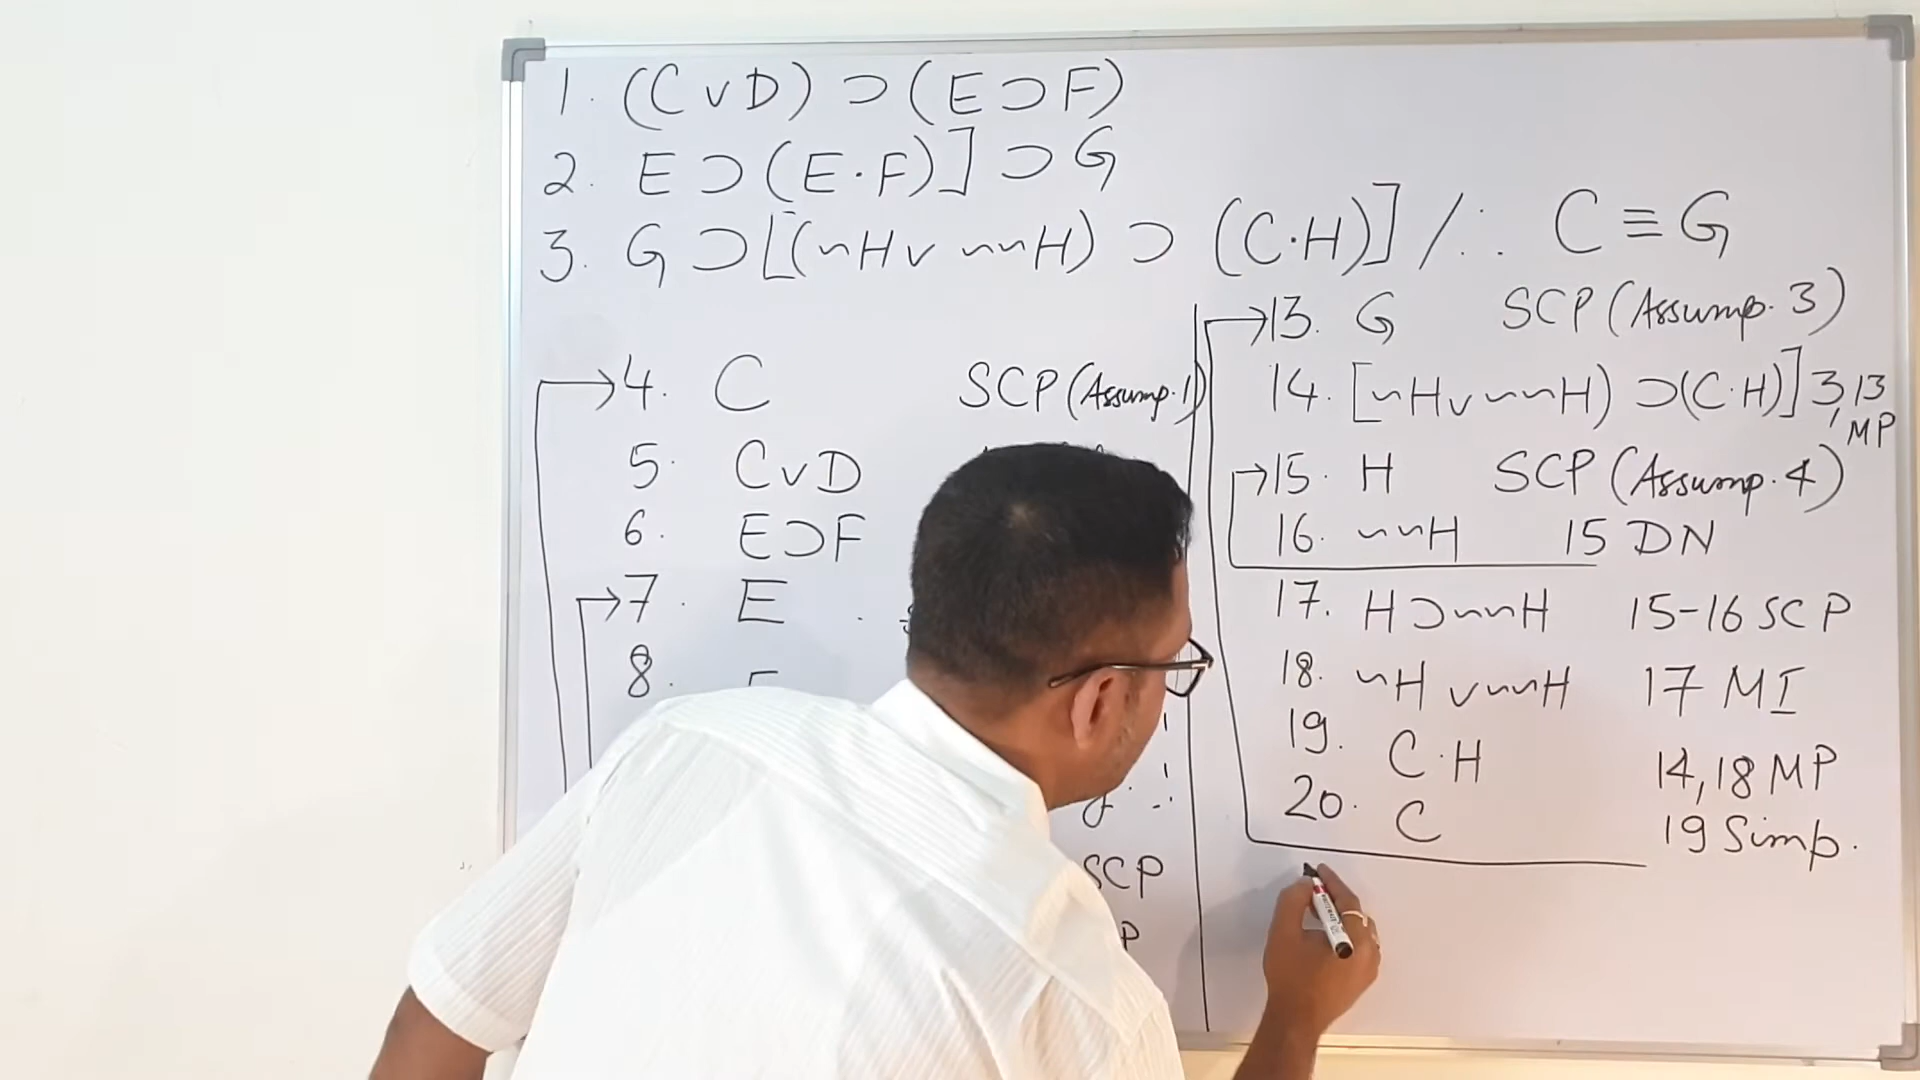 1. (C v D) ⊃ (E ⊃ F)
2. E ⊃ (E · F)] ⊃ G
3. G ⊃ [(~H v ~~H) ⊃ (C · H)] / ∴ C ≡ G
4. C SCP (Assump. 1)
5. C v D
6. E ⊃ F
7. E
8.
SCP
P
13. G SCP (Assump. 3)
14. [~H v ~~H) ⊃ (C · H)] 3, 13 MP
15. H SCP (Assump. 4)
16. ~~H 15 DN
17. H ⊃ ~~H 15-16 SCP
18. ~H v ~~H 17 MI
19. C · H 14, 18 MP
20. C 19 Simp.